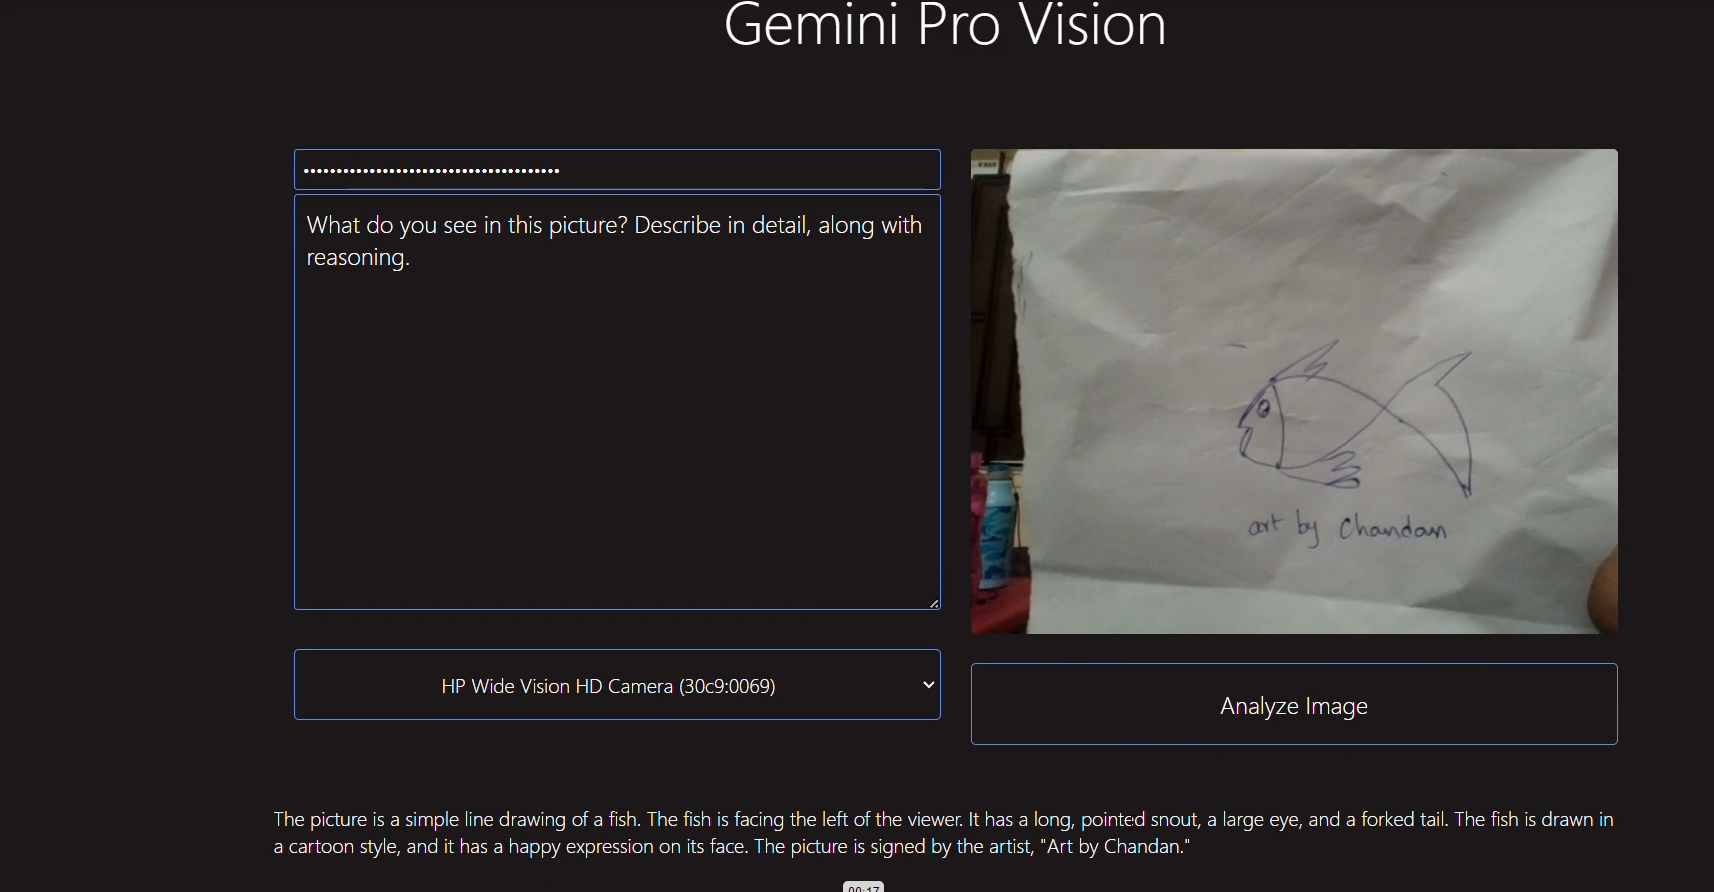 Gemini Pro Vision
•••••••••••••••••••••••••••••••••••••••
What do you see in this picture? Describe in detail, along with
reasoning.
art by Chandan
HP Wide Vision HD Camera (30c9:0069)
Analyze Image
The picture is a simple line drawing of a fish. The fish is facing the left of the viewer. It has a long, pointed snout, a large eye, and a forked tail. The fish is drawn in
a cartoon style, and it has a happy expression on its face. The picture is signed by the artist, "Art by Chandan."
00:17